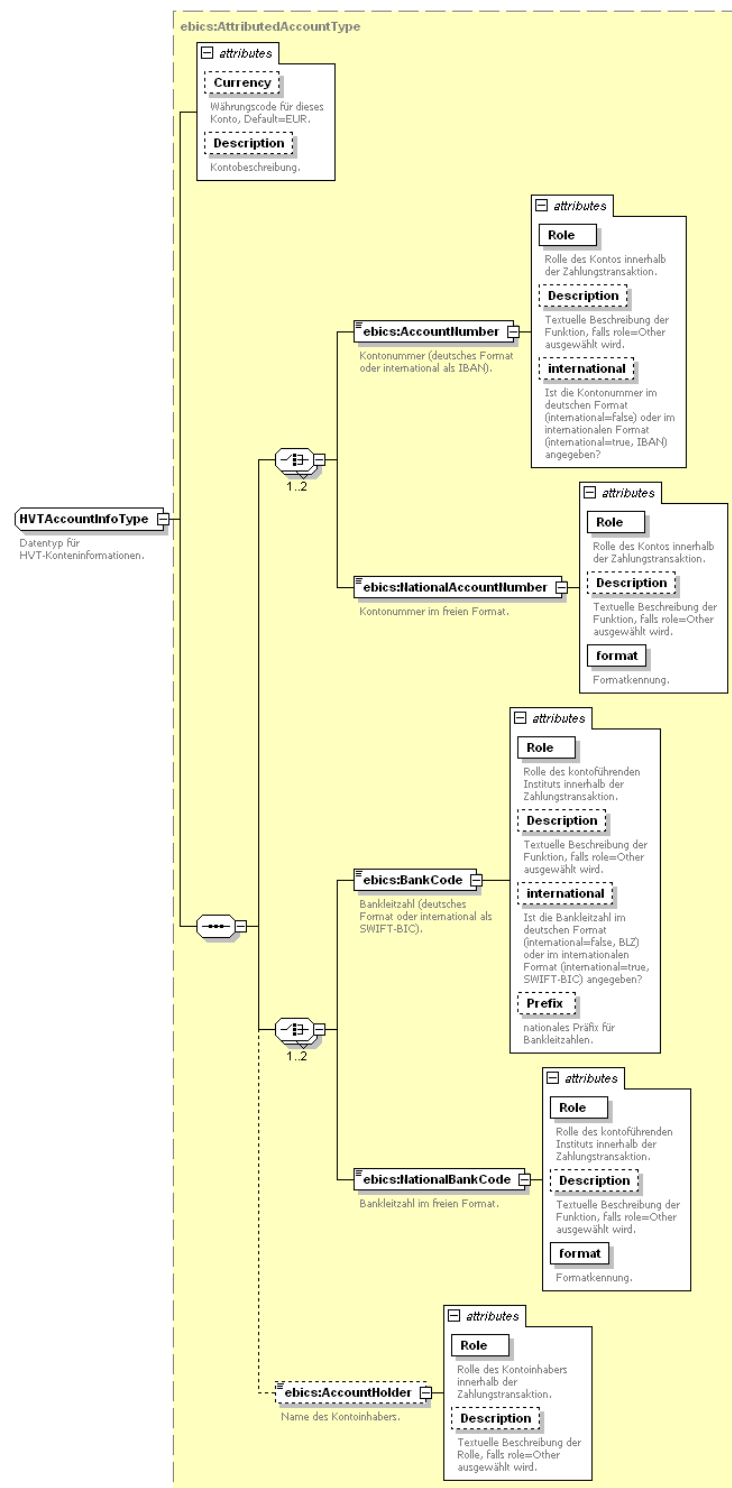 ebics:AttributedAccountType
attributes
Currency
Währungscode für dieses
Konto, Default=EUR.
Description
Kontobeschreibung.
attributes
Role
Rolle des Kontos innerhalb
der Zahlungstransaktion.
Description
Textuelle Beschreibung der
Funktion, falls role=Other
ausgewählt wird.
international
Ist die Kontonummer im
deutschen Format
(international=false) oder im
internationalen Format
(international=true, IBAN)
angegeben?
ebics:AccountNumber
Kontonummer (deutsches Format
oder international als IBAN).
1..2
HVTAccountInfoType
Datentyp für
HVT-Konteninformationen.
attributes
Role
Rolle des Kontos innerhalb
der Zahlungstransaktion.
Description
Textuelle Beschreibung der
Funktion, falls role=Other
ausgewählt wird.
format
Formatkennung.
ebics:NationalAccountNumber
Kontonummer im freien Format.
attributes
Role
Rolle des kontoführenden
Instituts innerhalb der
Zahlungstransaktion.
Description
Textuelle Beschreibung der
Funktion, falls role=Other
ausgewählt wird.
international
Ist die Bankleitzahl im
deutschen Format
(international=false, BLZ)
oder im internationalen
Format (international=true,
SWIFT-BIC) angegeben?
Prefix
nationales Präfix für
Bankleitzahlen.
ebics:BankCode
Bankleitzahl (deutsches
Format oder international als
SWIFT-BIC).
1..2
attributes
Role
Rolle des kontoführenden
Instituts innerhalb der
Zahlungstransaktion.
Description
Textuelle Beschreibung der
Funktion, falls role=Other
ausgewählt wird.
format
Formatkennung.
ebics:NationalBankCode
Bankleitzahl im freien Format.
attributes
Role
Rolle des Kontoinhabers
innerhalb der
Zahlungstransaktion.
Description
Textuelle Beschreibung der
Rolle, falls role=Other
ausgewählt wird.
ebics:AccountHolder
Name des Kontoinhabers.